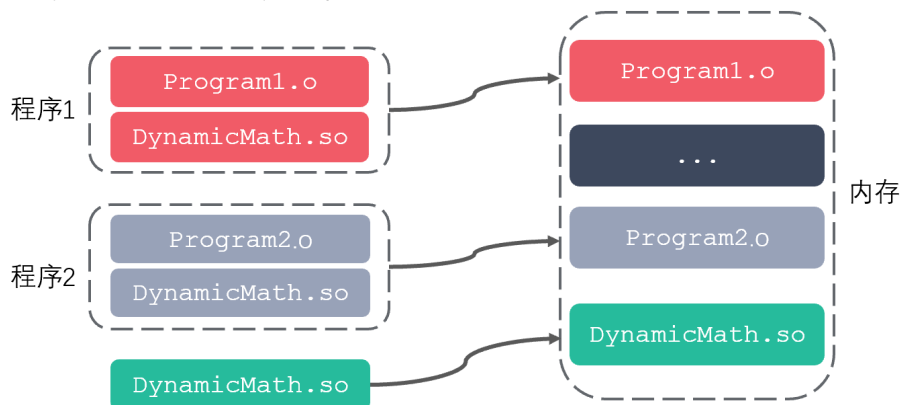 程序1
Program1.o
DynamicMath.so
程序2
Program2.o
DynamicMath.so
DynamicMath.so
Program1.o
...
Program2.o
DynamicMath.so
内存